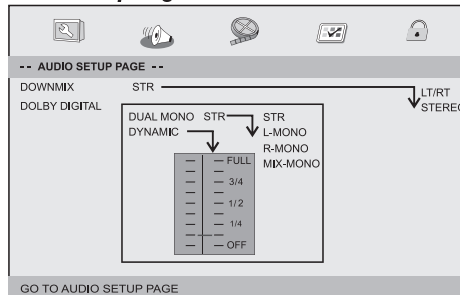 -- AUDIO SETUP PAGE --
DOWNMIX STR LT/RT
STEREO
DOLBY DIGITAL
DUAL MONO STR STR
DYNAMIC L-MONO
R-MONO
MIX-MONO
FULL
3/4
1/2
1/4
OFF
GO TO AUDIO SETUP PAGE